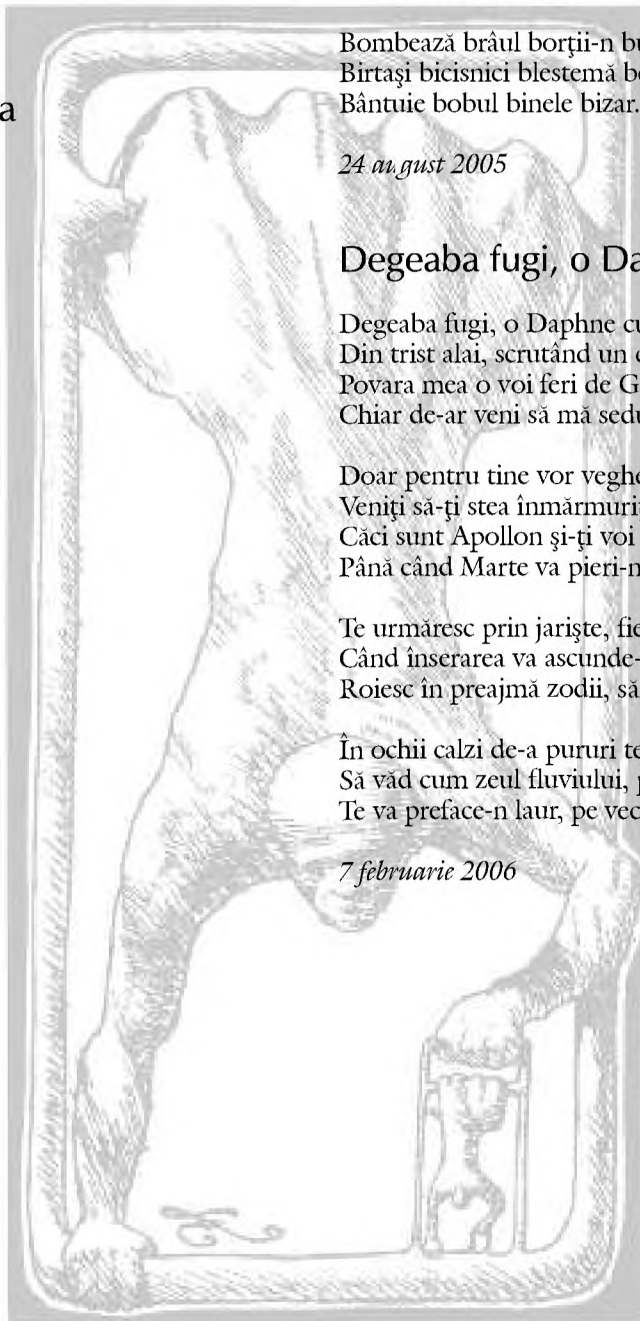 a
Bombează brâul borţii-n bu
Birtaşi bicisnici blestemă be
Bântuie bobul binele bizar.
24 august 2005
Degeaba fugi, o Da
Degeaba fugi, o Daphne cu
Din trist alai, scrutând un c
Povara mea o voi feri de G
Chiar de-ar veni să mă sedu
Doar pentru tine vor veghe
Veniţi să-ţi stea înmărmuri
Căci sunt Apollon şi-ţi voi
Până când Marte va pieri-n
Te urmăresc prin jarişte, fie
Când înserarea va ascunde-
Roiesc în preajmă zodii, să
În ochii calzi de-a pururi te
Să văd cum zeul fluviului, p
Te va preface-n laur, pe vec
7 februarie 2006